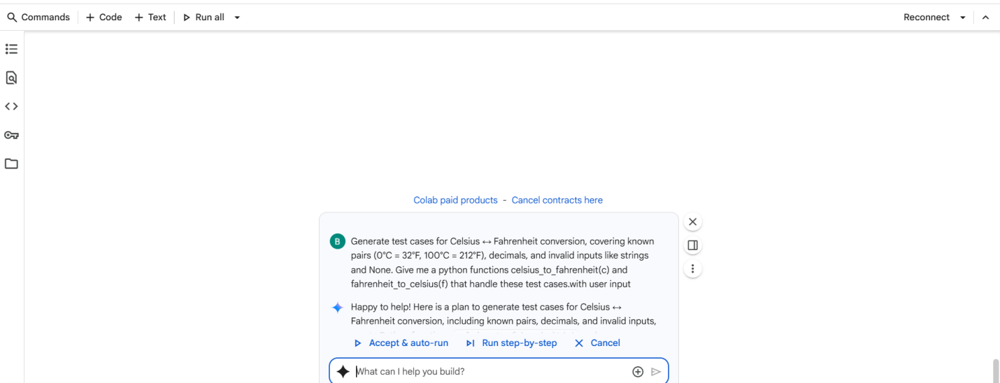 Commands + Code + Text Run all Reconnect
Colab paid products - Cancel contracts here
B Generate test cases for Celsius ↔ Fahrenheit conversion, covering known
pairs (0°C = 32°F, 100°C = 212°F), decimals, and invalid inputs like strings
and None. Give me a python functions celsius_to_fahrenheit(c) and
fahrenheit_to_celsius(f) that handle these test cases.with user input
Happy to help! Here is a plan to generate test cases for Celsius ↔
Fahrenheit conversion, including known pairs, decimals, and invalid inputs,
Accept & auto-run Run step-by-step Cancel
What can I help you build?